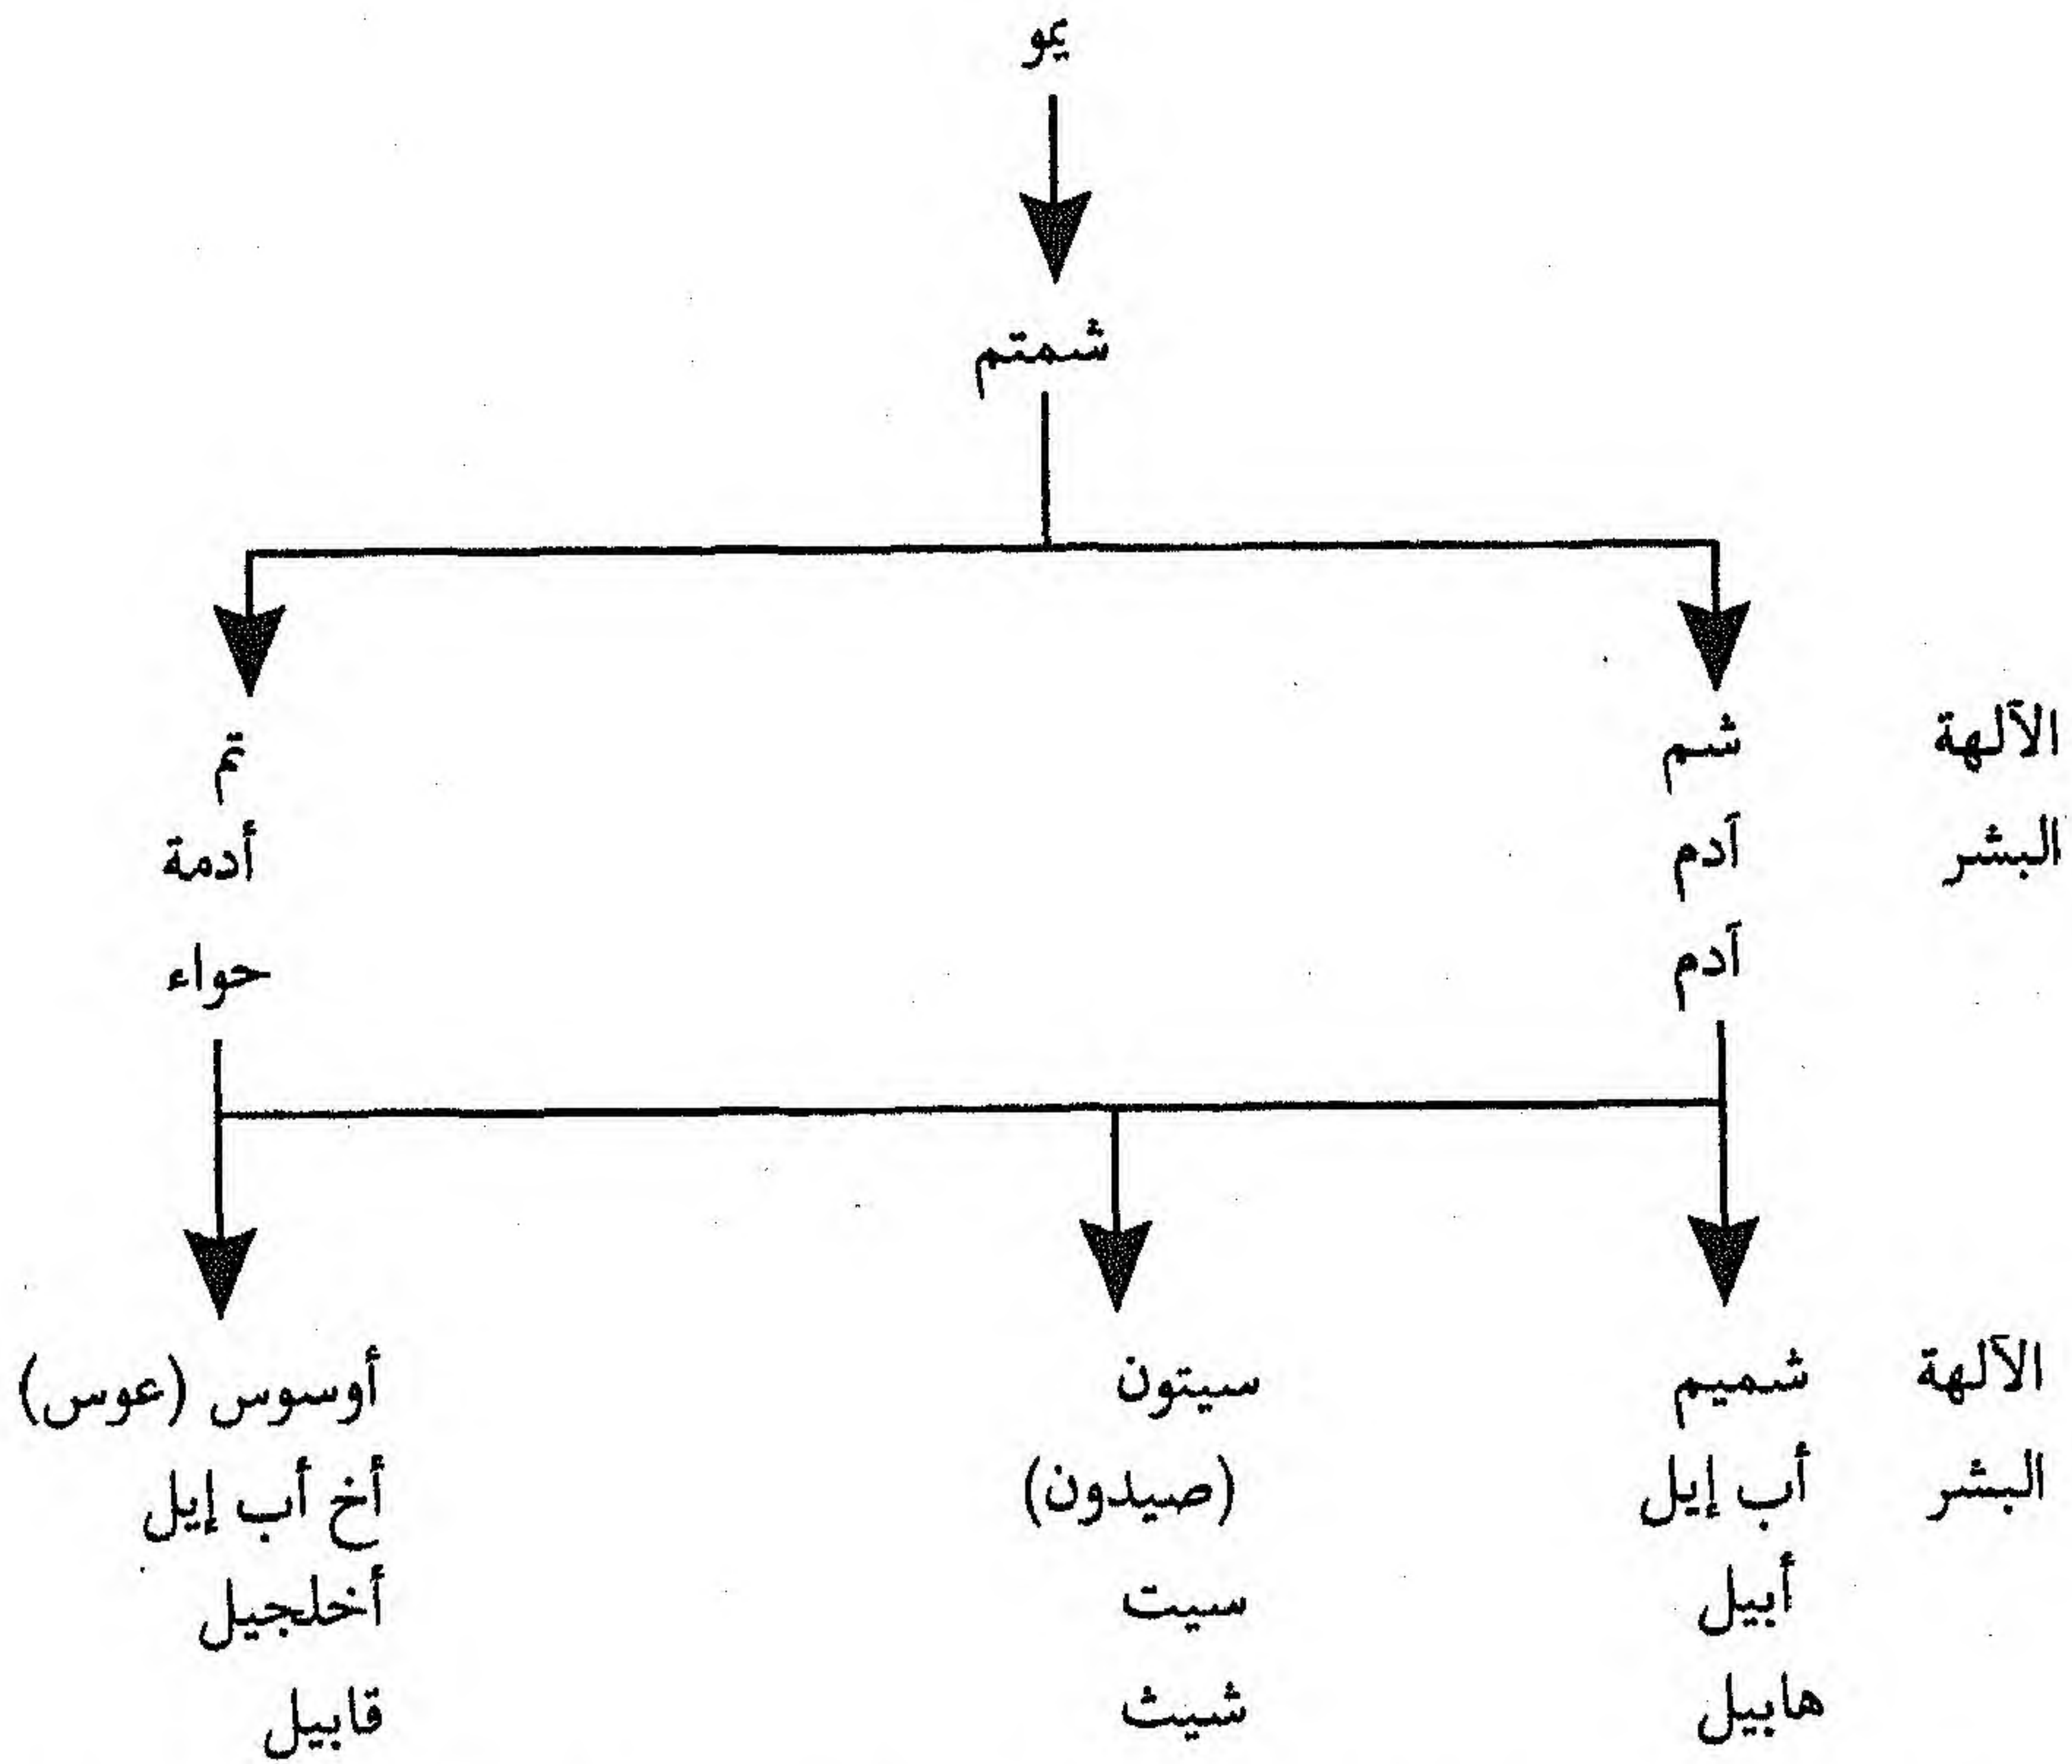 يمو
شمتم
الآلهة شم تم
البشر آدم أدمة
آدم حواء
الآلهة شميم سيتون أوسوس (عوس)
البشر أب إيل (صيدون) أخ أب إيل
أبيل سيت أخلجيل
هابيل شيث قابيل